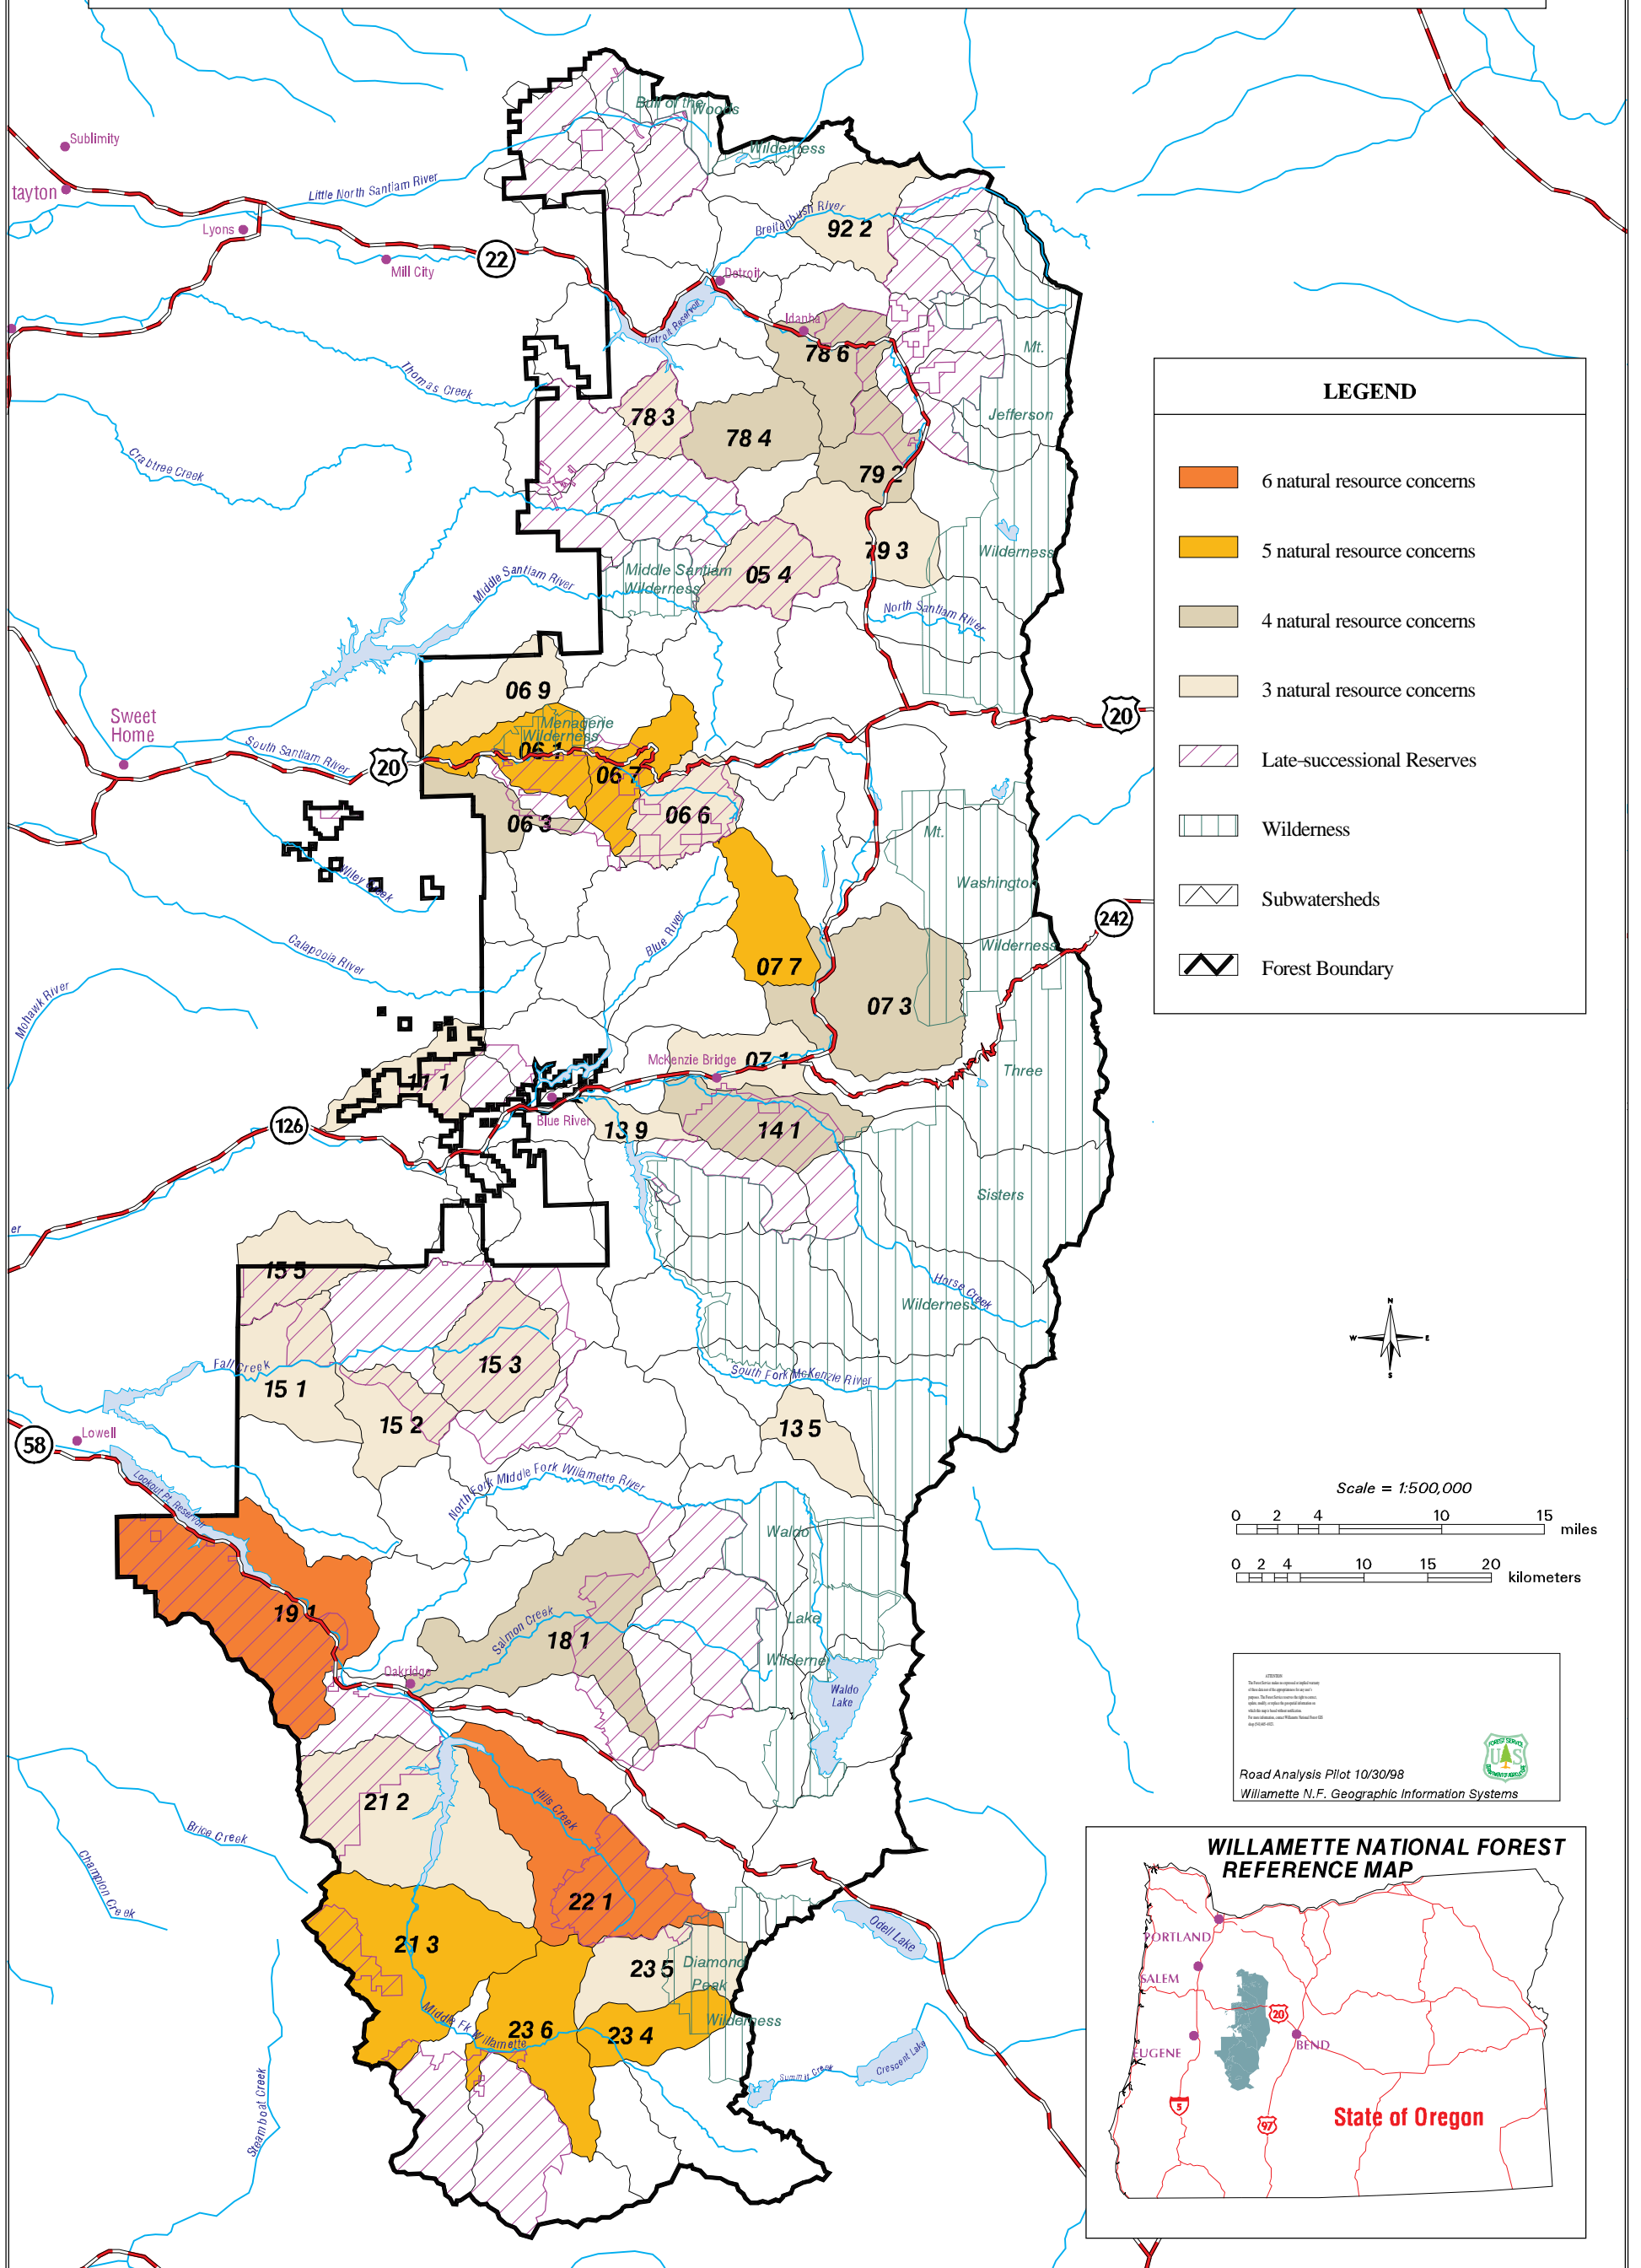 Bull of the
Woods
Wilderness
Sublimity
tayton
Little North Santiam River
Lyons
Mill City
22
Breitenbush River
92 2
Detroit
Detroit Reservoir
Idanha
78 6
Mt.
Jefferson
Wilderness
Thomas Creek
78 3
78 4
79 2
Crabtree Creek
79 3
05 4
Middle Santiam
Wilderness
Middle Santiam River
North Santiam River
06 9
Menagerie
Wilderness
06 1
06 7
Sweet
Home
South Santiam River
20
20
06 3
06 6
Mt.
Washington
Wilderness
Wiley Creek
Calapooia River
Blue River
242
07 7
07 3
Mohawk River
McKenzie Bridge
07 1
Three
11 1
126
Blue River
13 9
14 1
Sisters
Wilderness
er
15 5
Horse Creek
Fall Creek
15 3
15 1
South Fork McKenzie River
15 2
13 5
58
Lowell
Lookout Pt. Reservoir
North Fork Middle Fork Willamette River
Waldo
Lake
Wilderne
19 1
Salmon Creek
18 1
Oakridge
Waldo
Lake
21 2
Hills Creek
Brice Creek
Champion Creek
22 1
21 3
Odell Lake
23 5
Diamond
Peak
Wilderness
Middle Fk Willamette
23 6
23 4
Summit Creek
Crescent Lake
Steamboat Creek
LEGEND
6 natural resource concerns
5 natural resource concerns
4 natural resource concerns
3 natural resource concerns
Late-successional Reserves
Wilderness
Subwatersheds
Forest Boundary
N
W E
S
Scale = 1:500,000
0 2 4 10 15
miles
0 2 4 10 15 20
kilometers
ATTENTION
FOREST SERVICE
U S
DEPARTMENT OF AGRICULTURE
Road Analysis Pilot 10/30/98
Willamette N.F. Geographic Information Systems
WILLAMETTE NATIONAL FOREST
REFERENCE MAP
PORTLAND
SALEM
20
EUGENE
BEND
5
97
State of Oregon